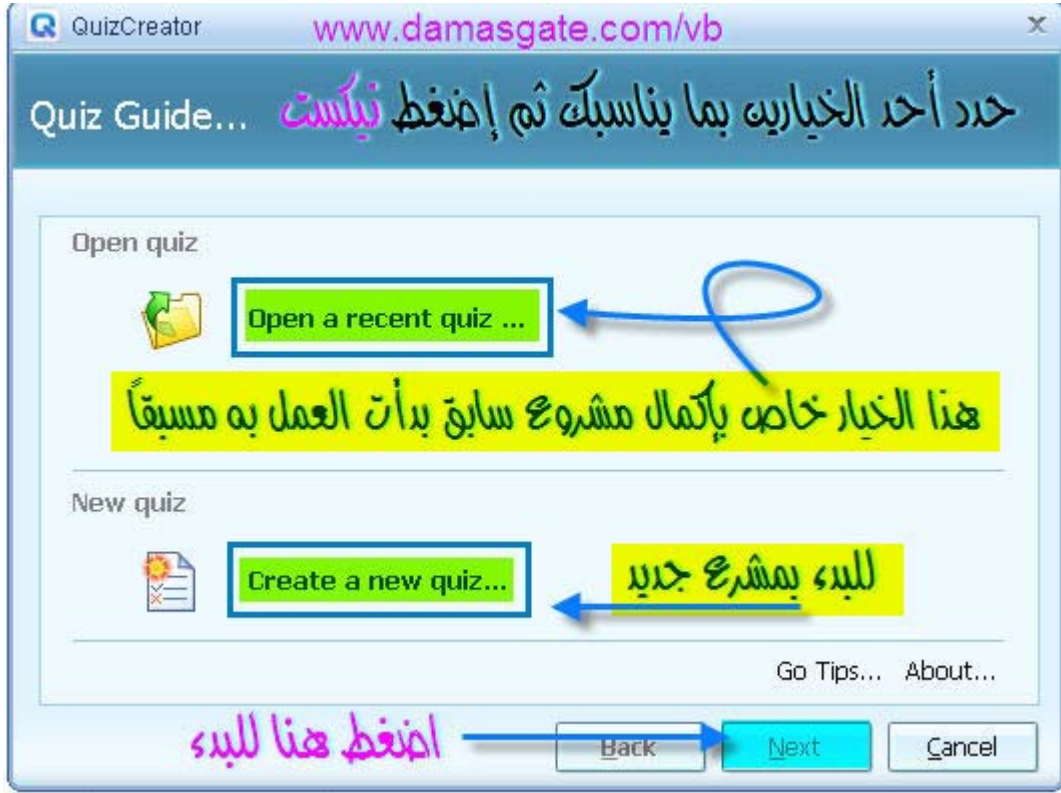 QuizCreator www.damasgate.com/vb
Quiz Guide... حدد أحد الخيارين بما يناسبك ثم إضغط نيكست
Open quiz
Open a recent quiz ...
هذا الخيار خاص بإكمال مشروع سابق بدأت العمل به مسبقاً
New quiz
Create a new quiz... للبدء بمشرع جديد
Go Tips... About...
اضغط هنا للبدء Back Next Cancel